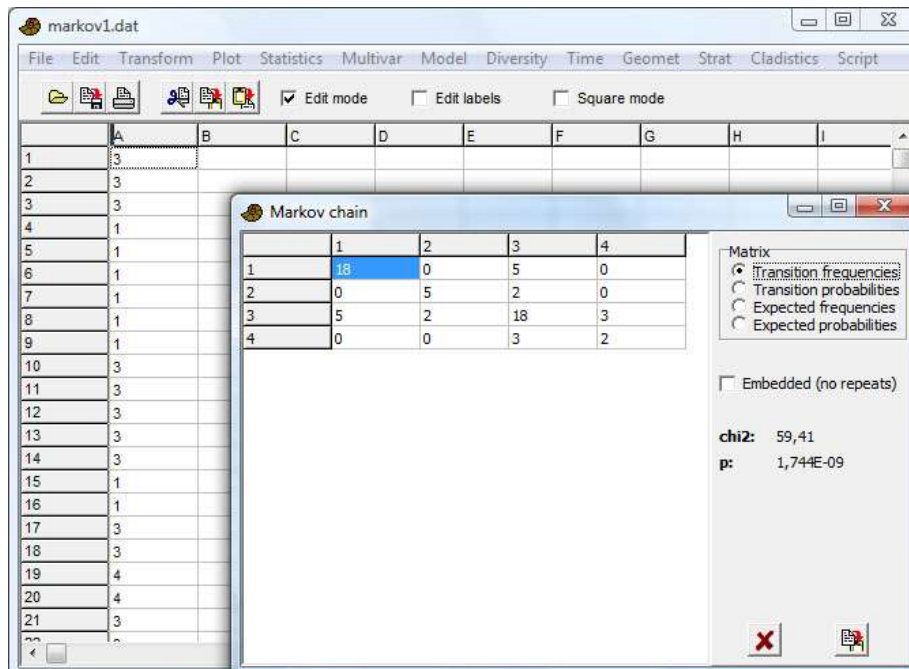 markov1.dat
File Edit Transform Plot Statistics Multivar Model Diversity Time Geomet Strat Cladistics Script
Edit mode Edit labels Square mode
A B C D E F G H I
1 3
2 3
3 3
4 1
5 1
6 1
7 1
8 1
9 1
10 3
11 3
12 3
13 3
14 3
15 1
16 1
17 3
18 3
19 4
20 4
21 3
Markov chain
1 2 3 4
1 18 0 5 0
2 0 5 2 0
3 5 2 18 3
4 0 0 3 2
Matrix
Transition frequencies
Transition probabilities
Expected frequencies
Expected probabilities
Embedded (no repeats)
chi2: 59,41
p: 1,744E-09